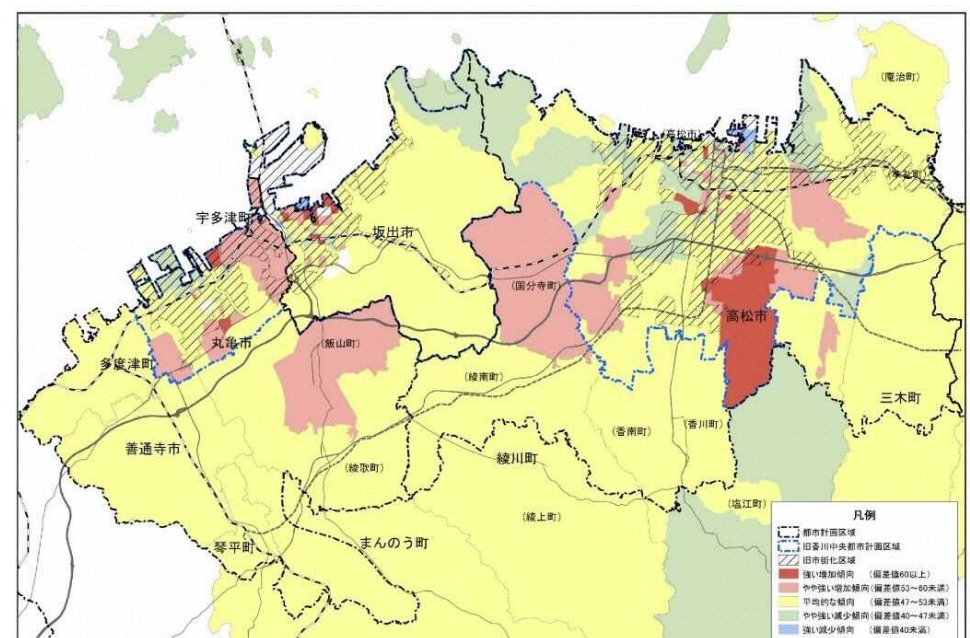 (庵治町)
(高松市)
(牟礼町)
宇多津町
坂出市
(国分寺町)
高松市
丸亀市
(飯山町)
多度津町
(綾南町)
三木町
(香南町)
(香川町)
善通寺市
(綾歌町)
綾川町
(塩江町)
(綾上町)
琴平町
まんのう町
凡例
都市計画区域
旧香川中央都市計画区域
旧市街化区域
強い増加傾向 (偏差値60以上)
やや強い増加傾向(偏差値53～60未満)
平均的な傾向 (偏差値47～53未満)
やや強い減少傾向(偏差値40～47未満)
強い減少傾向 (偏差値40未満)